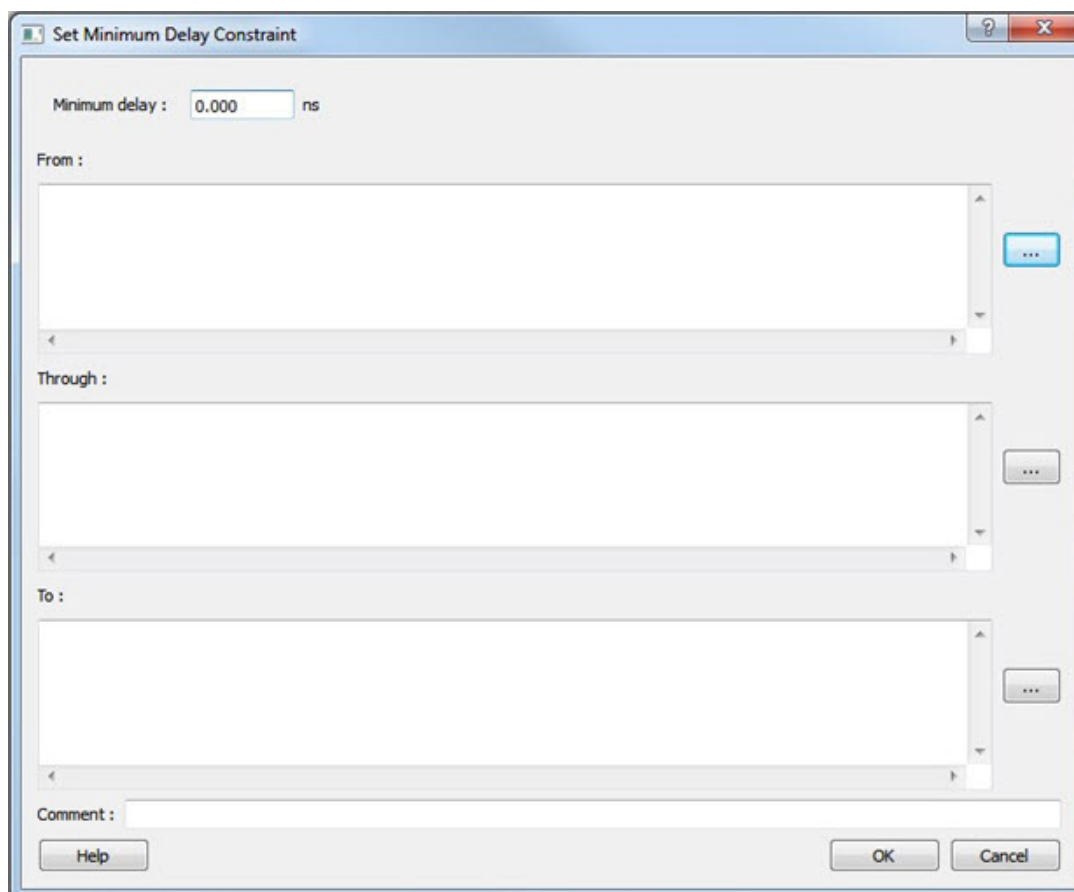 Set Minimum Delay Constraint
?
Minimum delay : 0.000 ns
From :
...
Through :
...
To :
...
Comment :
Help OK Cancel